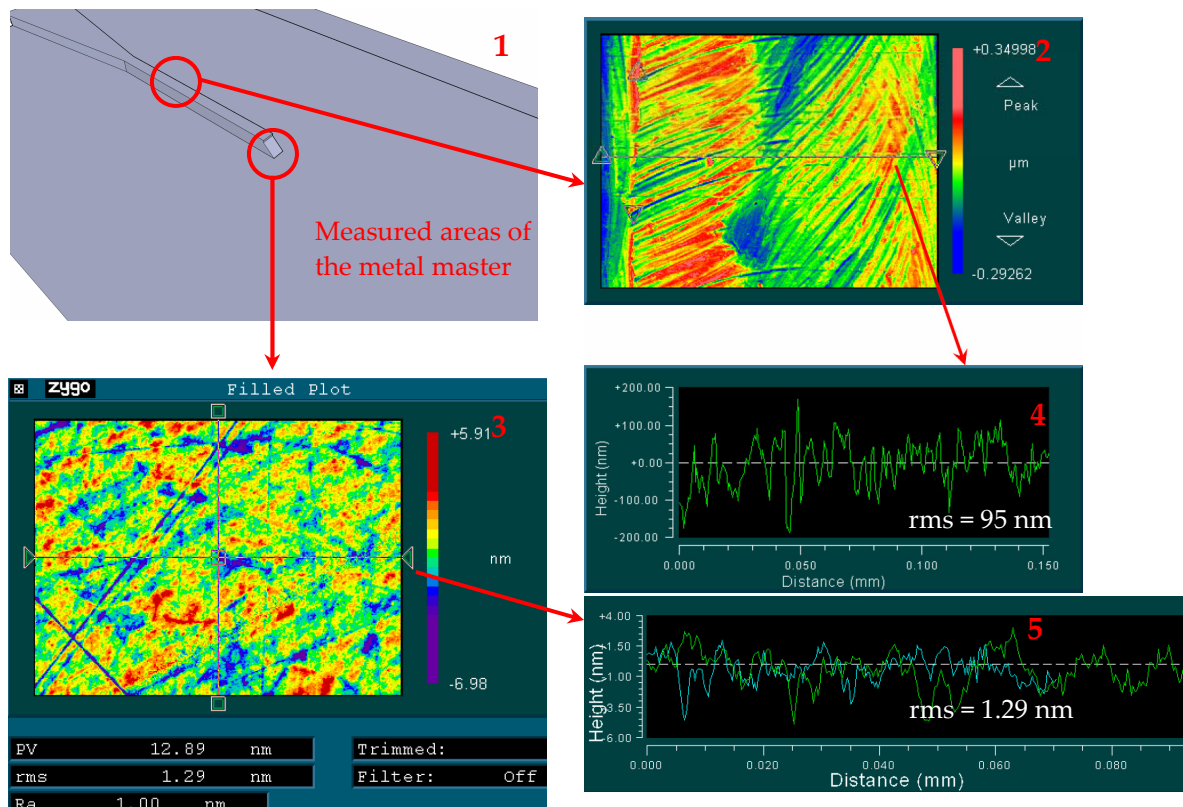 1
Measured areas of
the metal master
2
+0.34998
Peak
µm
Valley
-0.29262
zygo
Filled Plot
3
+5.91
nm
-6.98
PV 12.89 nm
rms 1.29 nm
Ra 1.00 nm
Trimmed:
Filter: Off
4
+200.00
+100.00
+0.00
-100.00
-200.00
Height (nm)
rms = 95 nm
0.000 0.050 0.100 0.150
Distance (mm)
5
+4.00
+1.50
-1.00
-3.50
-6.00
Height (nm)
rms = 1.29 nm
0.000 0.020 0.040 0.060 0.080
Distance (mm)